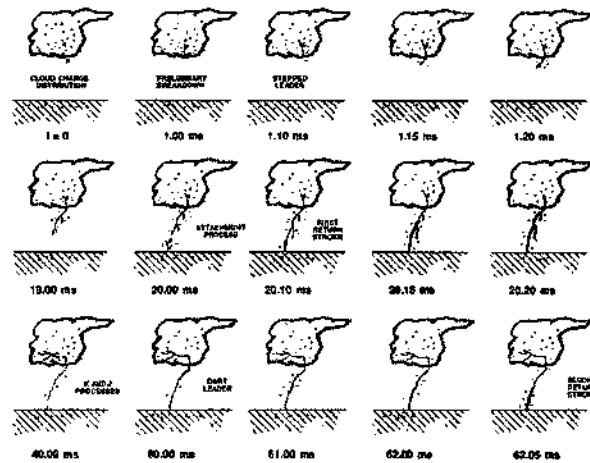 CLOUD CHARGE
DISTRIBUTION
PRELIMINARY
BREAKDOWN
STEPPED
LEADER
t = 0
1.00 ms
1.10 ms
1.15 ms
1.20 ms
ATTACHMENT
PROCESS
FIRST
RETURN
STROKE
19.00 ms
20.00 ms
20.10 ms
20.15 ms
20.20 ms
K AND J
PROCESSES
DART
LEADER
RETURN
STROKE
40.00 ms
60.00 ms
61.00 ms
62.00 ms
62.05 ms